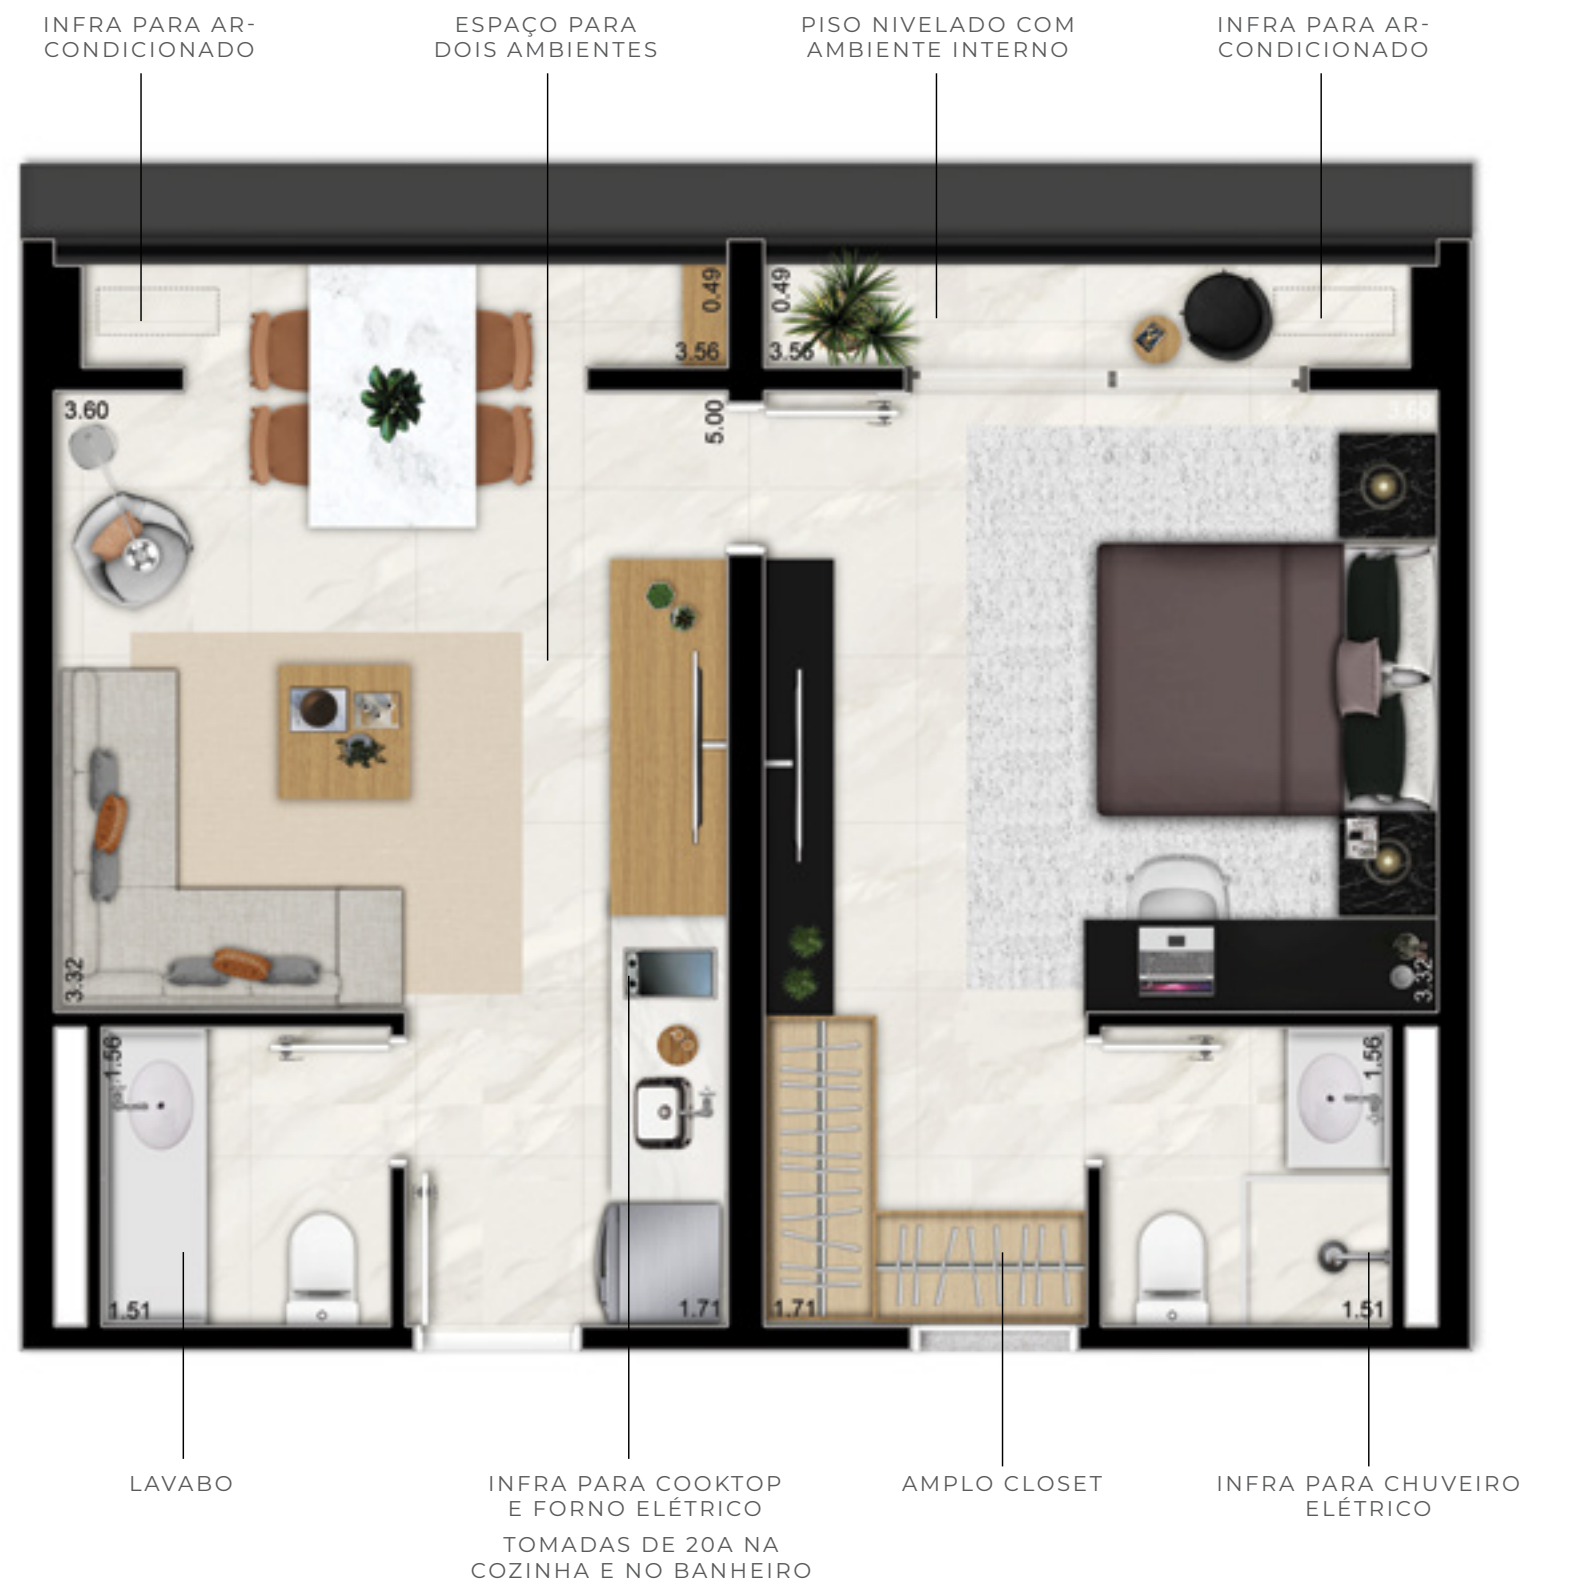 INFRA PARA AR-
CONDICIONADO
ESPAÇO PARA
DOIS AMBIENTES
PISO NIVELADO COM
AMBIENTE INTERNO
INFRA PARA AR-
CONDICIONADO
0.49
3.56
0.49
3.56
3.60
5.00
3.60
3.32
3.32
1.56
1.56
1.51
1.71
1.71
1.51
LAVABO
INFRA PARA COOKTOP
E FORNO ELÉTRICO
TOMADAS DE 20A NA
COZINHA E NO BANHEIRO
AMPLO CLOSET
INFRA PARA CHUVEIRO
ELÉTRICO